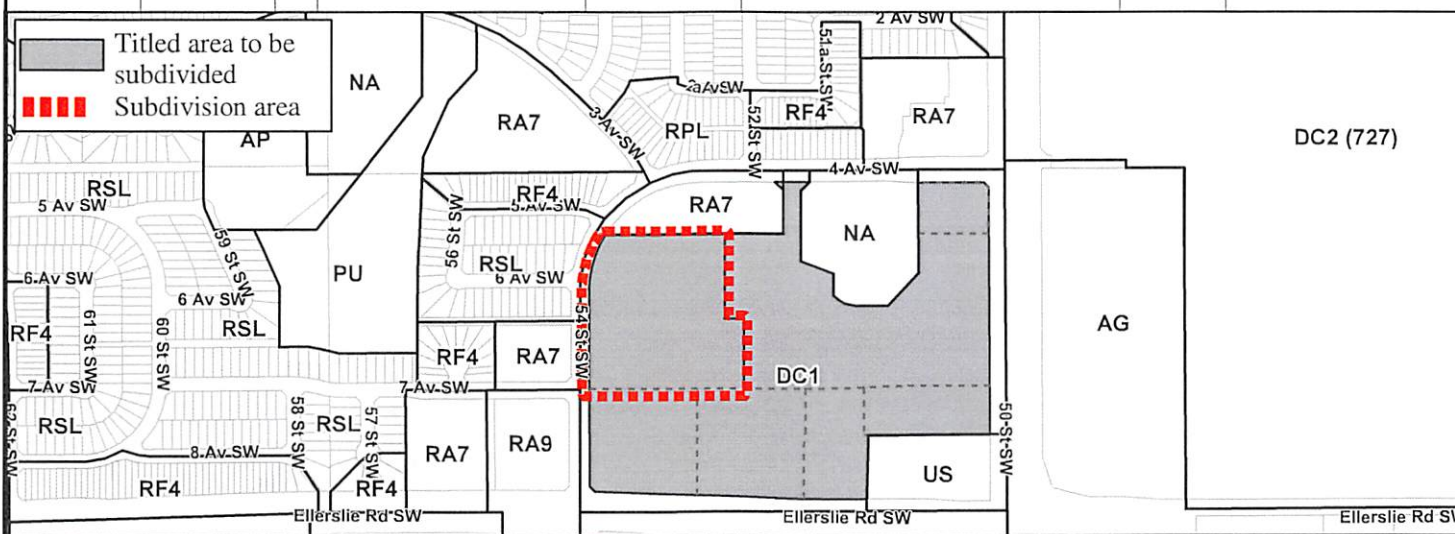 Titled area to be
subdivided
Subdivision area
2 Av SW
51a St SW
NA
RA7
3 Av SW
2a Av SW
RPL
52 St SW
RF4
RA7
DC2 (727)
AP
4 Av SW
RSL
5 Av SW
RF4
5 Av SW
RA7
NA
59 St SW
56 St SW
RSL
6 Av SW
PU
6 Av SW
6 Av SW
RSL
61 St SW
60 St SW
54 St SW
AG
RF4
RF4
RA7
DC1
7 Av SW
7 Av SW
62 St SW
RSL
58 St SW
RSL
57 St SW
50 St SW
8 Av SW
RA7
RA9
US
RF4
RF4
Ellerslie Rd SW
Ellerslie Rd SW
Ellerslie Rd SW